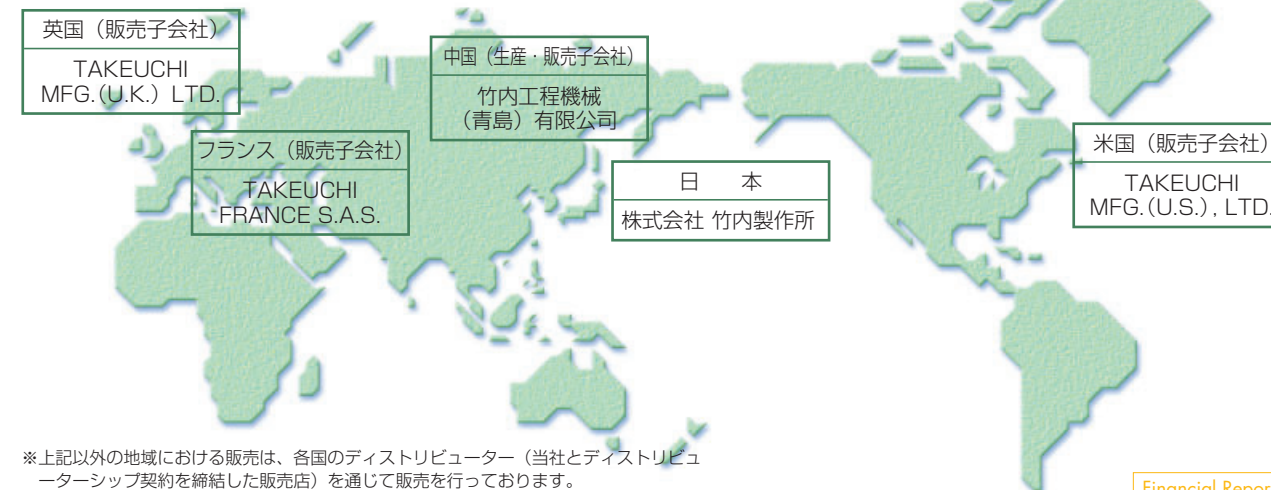 英国（販売子会社）
TAKEUCHI
MFG.(U.K.) LTD.
中国（生産・販売子会社）
竹内工程機械
（青島）有限公司
フランス（販売子会社）
TAKEUCHI
FRANCE S.A.S.
日　本
株式会社 竹内製作所
米国（販売子会社）
TAKEUCHI
MFG.(U.S.), LTD.
※上記以外の地域における販売は、各国のディストリビューター（当社とディストリビュ
ーターシップ契約を締結した販売店）を通じて販売を行っております。
Financial Repor